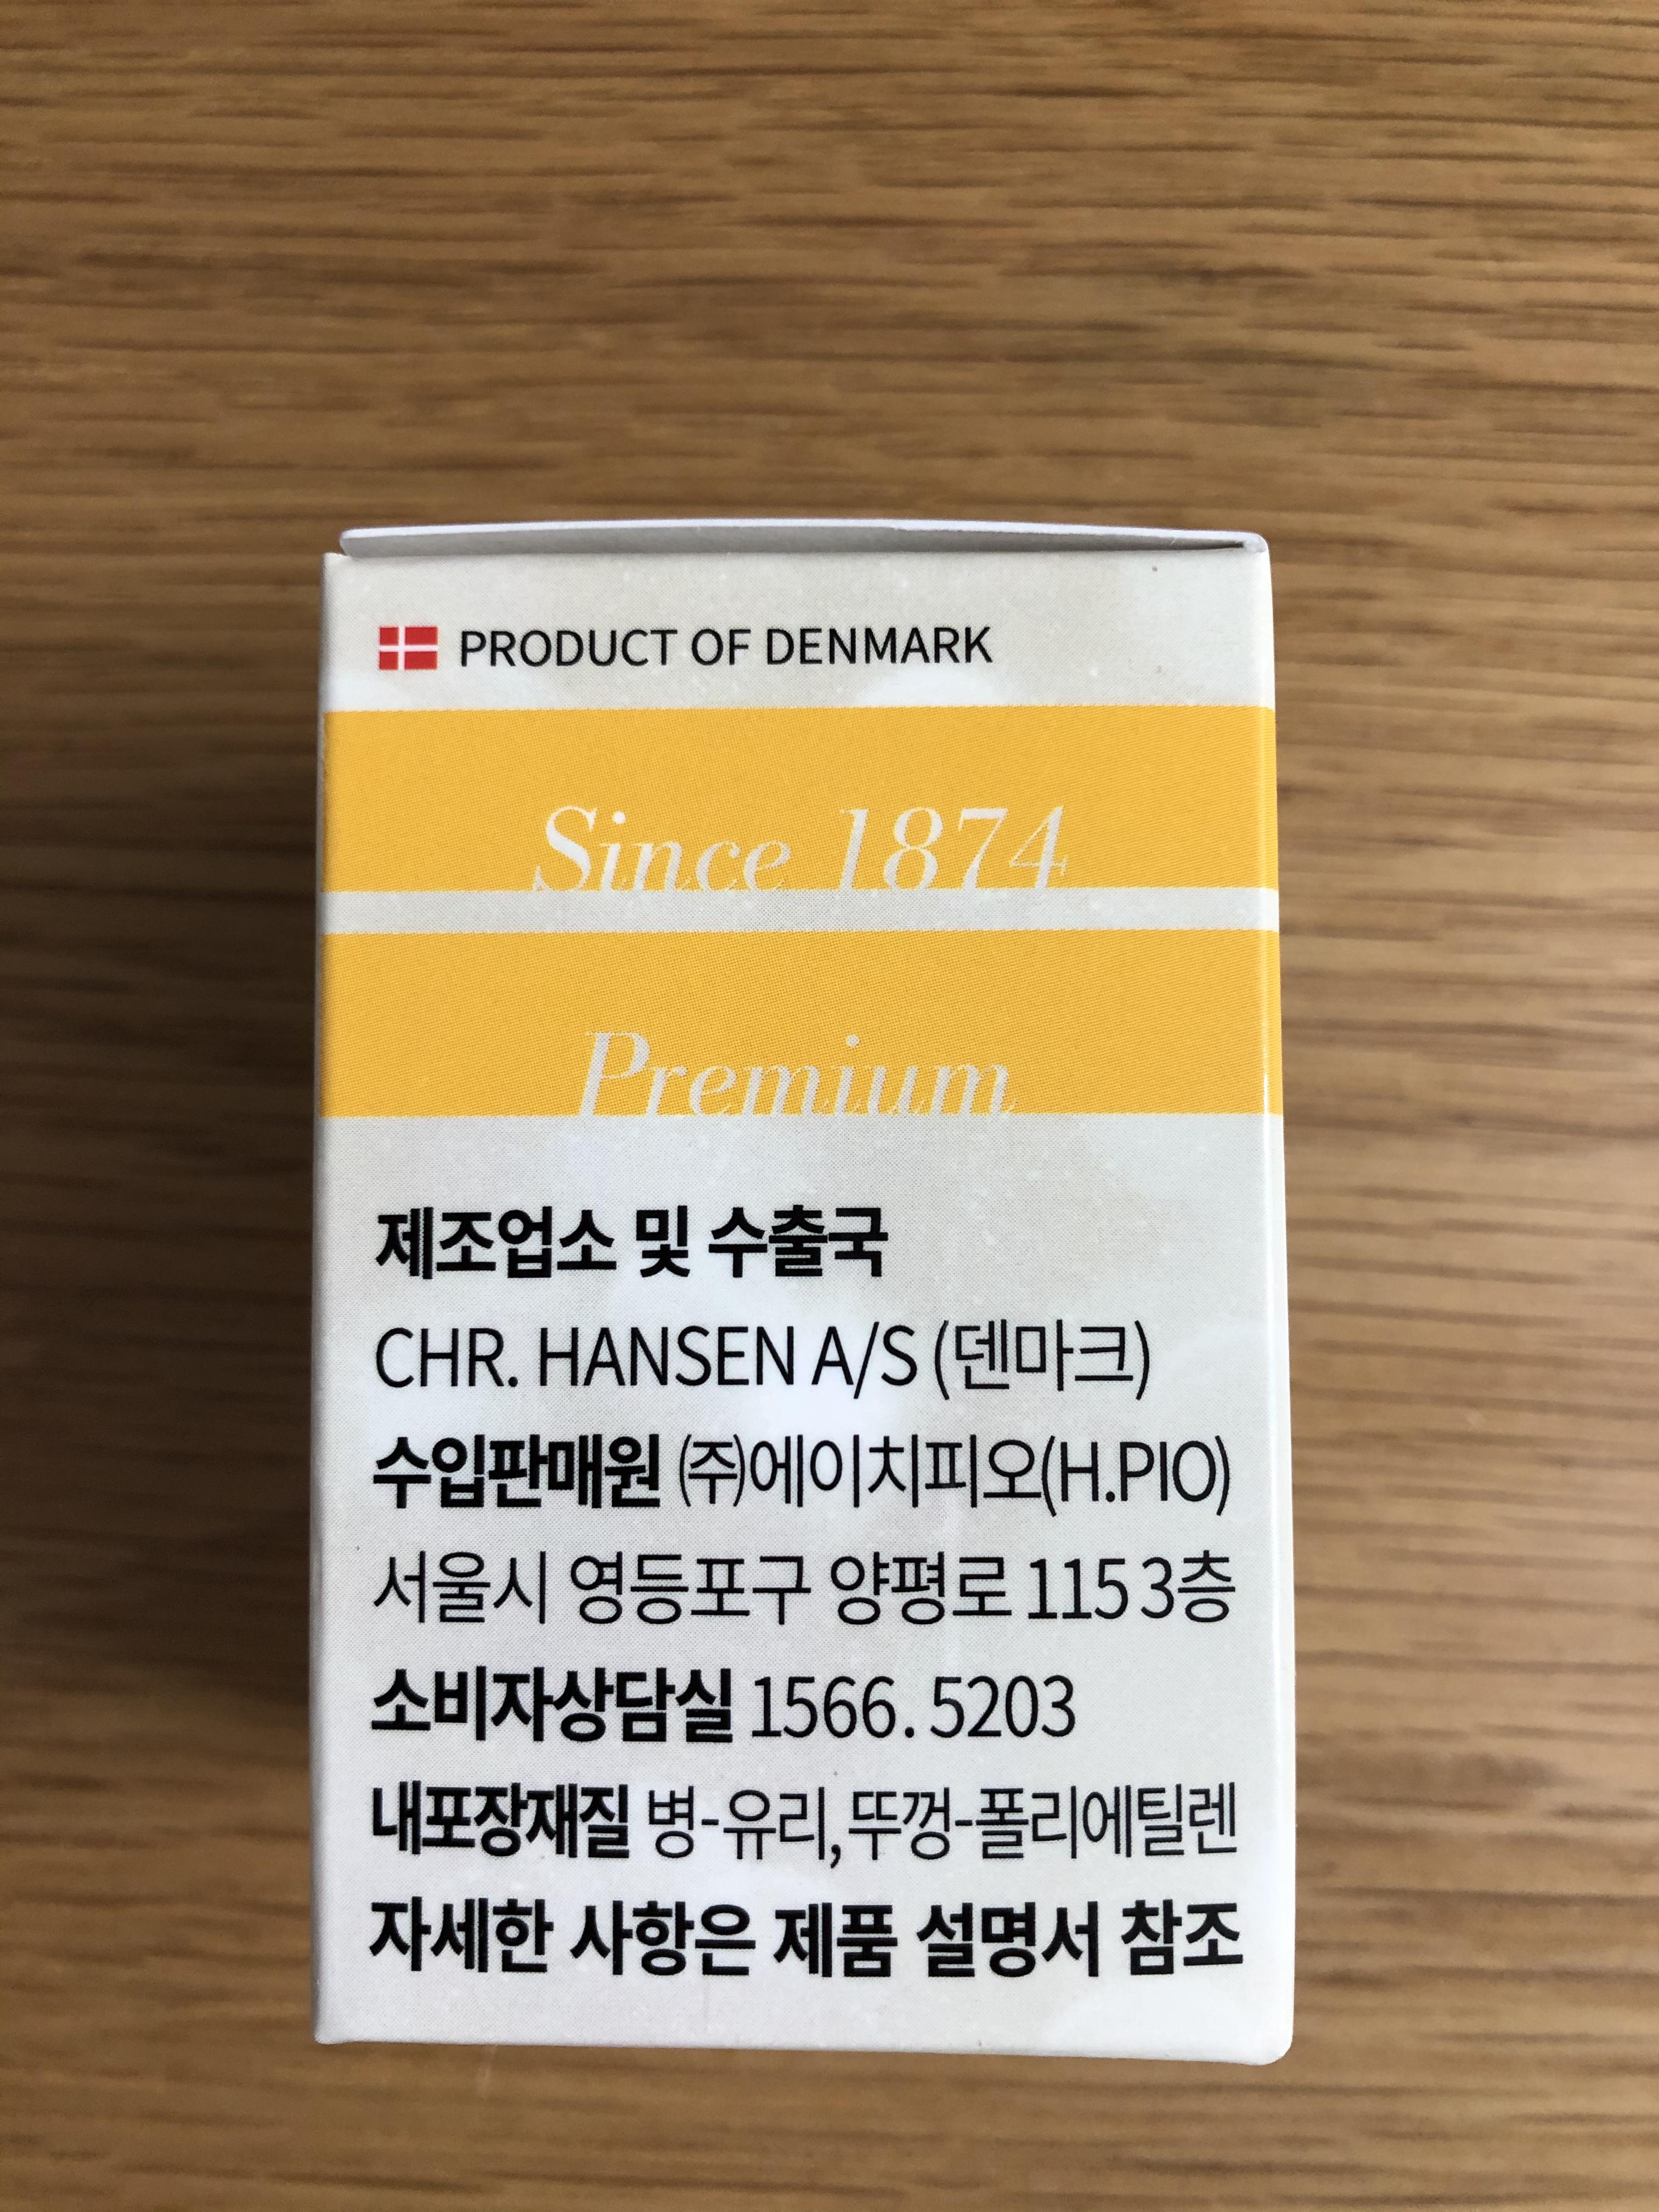 PRODUCT OF DENMARK
Since 1874
Premium
제조업소 및 수출국
CHR. HANSEN A/S (덴마크)
수입판매원 ㈜에이치피오(H.PIO)
서울시 영등포구 양평로 115 3층
소비자상담실 1566. 5203
내포장재질 병-유리,뚜껑-폴리에틸렌
자세한 사항은 제품 설명서 참조